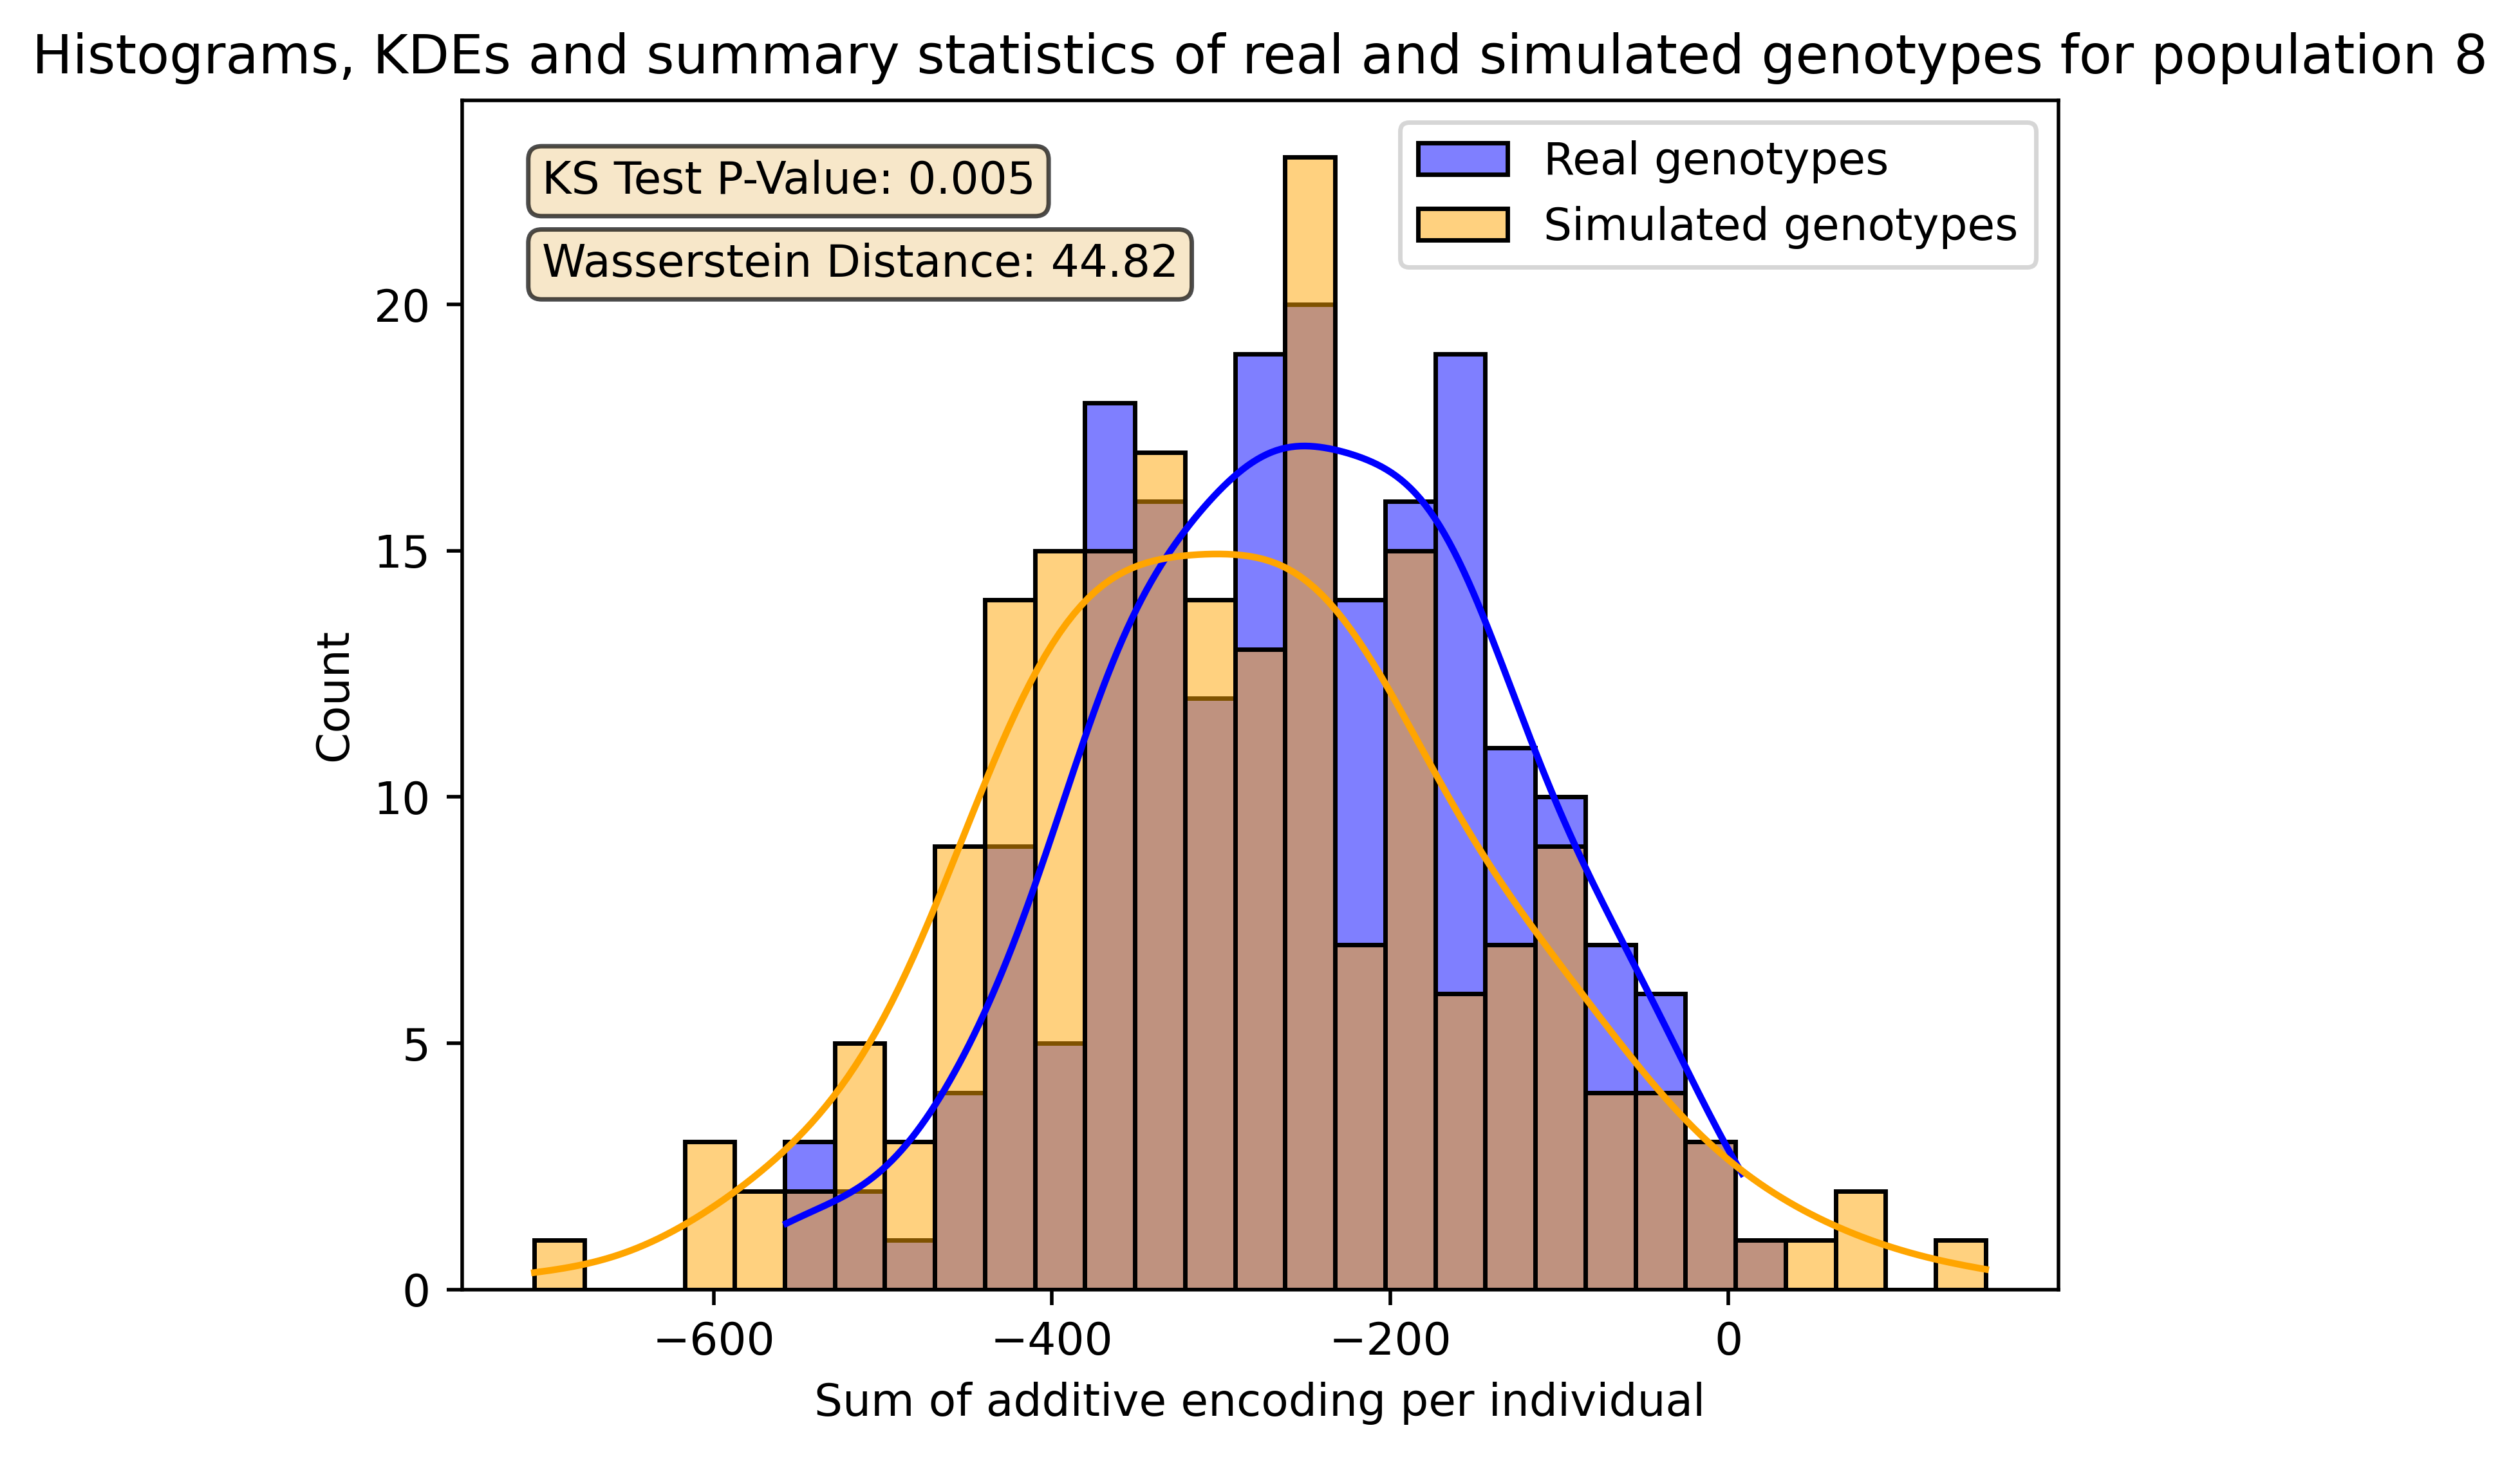 Histograms, KDEs and summary statistics of real and simulated genotypes for population 8
KS Test P-Value: 0.005
Wasserstein Distance: 44.82
Real genotypes
Simulated genotypes
20
15
10
5
0
Count
−600
−400
−200
0
Sum of additive encoding per individual